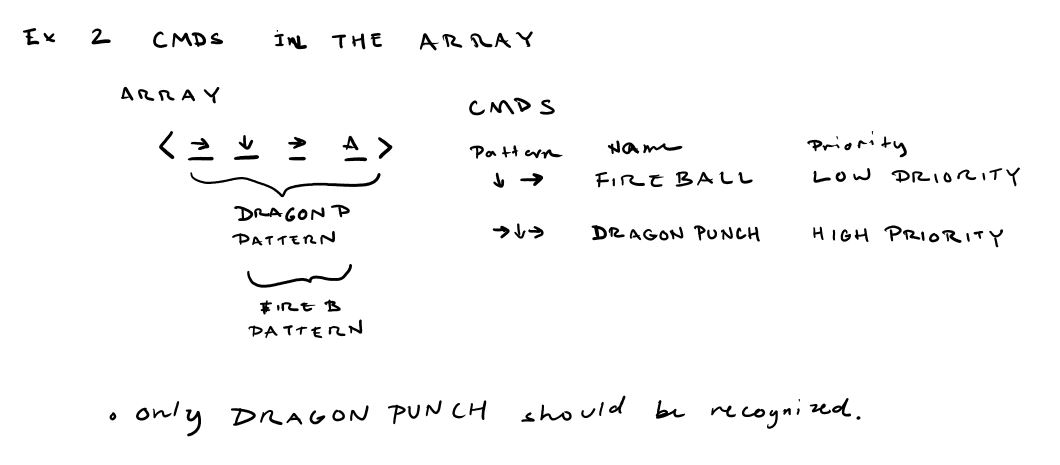 Ex 2 CMDS IN THE ARRAY
ARRAY
< → ↓ → A >
DRAGON P
PATTERN
FIRE B
PATTERN
CMDS
Pattern Name Priority
↓ → FIREBALL LOW PRIORITY
→↓→ DRAGON PUNCH HIGH PRIORITY
• only DRAGON PUNCH should be recognized.